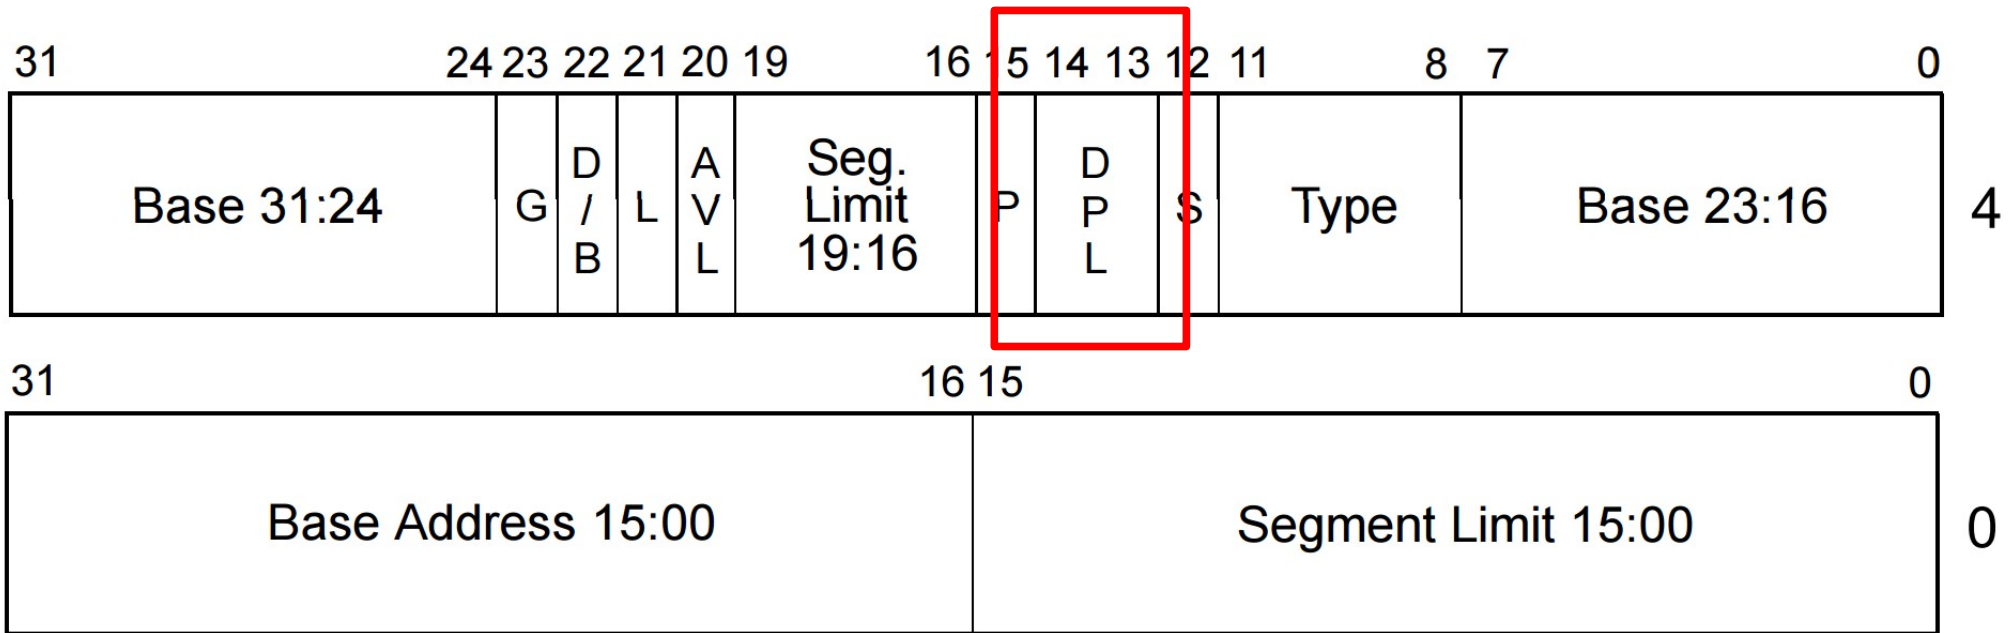 31 24 23 22 21 20 19 16 15 14 13 12 11 8 7 0
Base 31:24
G
D
/
B
L
A
V
L
Seg.
Limit
19:16
P
D
P
L
S
Type
Base 23:16
4
31 16 15 0
Base Address 15:00
Segment Limit 15:00
0